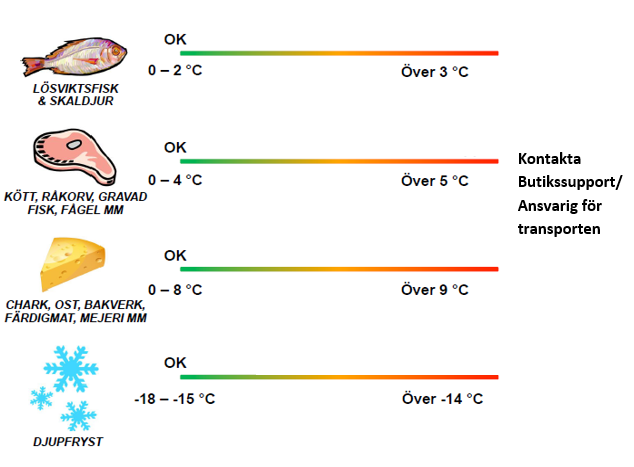 OK
0 – 2 °C
Över 3 °C
LÖSVIKTSFISK
& SKALDJUR
OK
0 – 4 °C
Över 5 °C
KÖTT, RÅKORV, GRAVAD
FISK, FÅGEL MM
Kontakta
Butikssupport/
Ansvarig för
transporten
OK
0 – 8 °C
Över 9 °C
CHARK, OST, BAKVERK,
FÄRDIGMAT, MEJERI MM
OK
-18 – -15 °C
Över -14 °C
DJUPFRYST